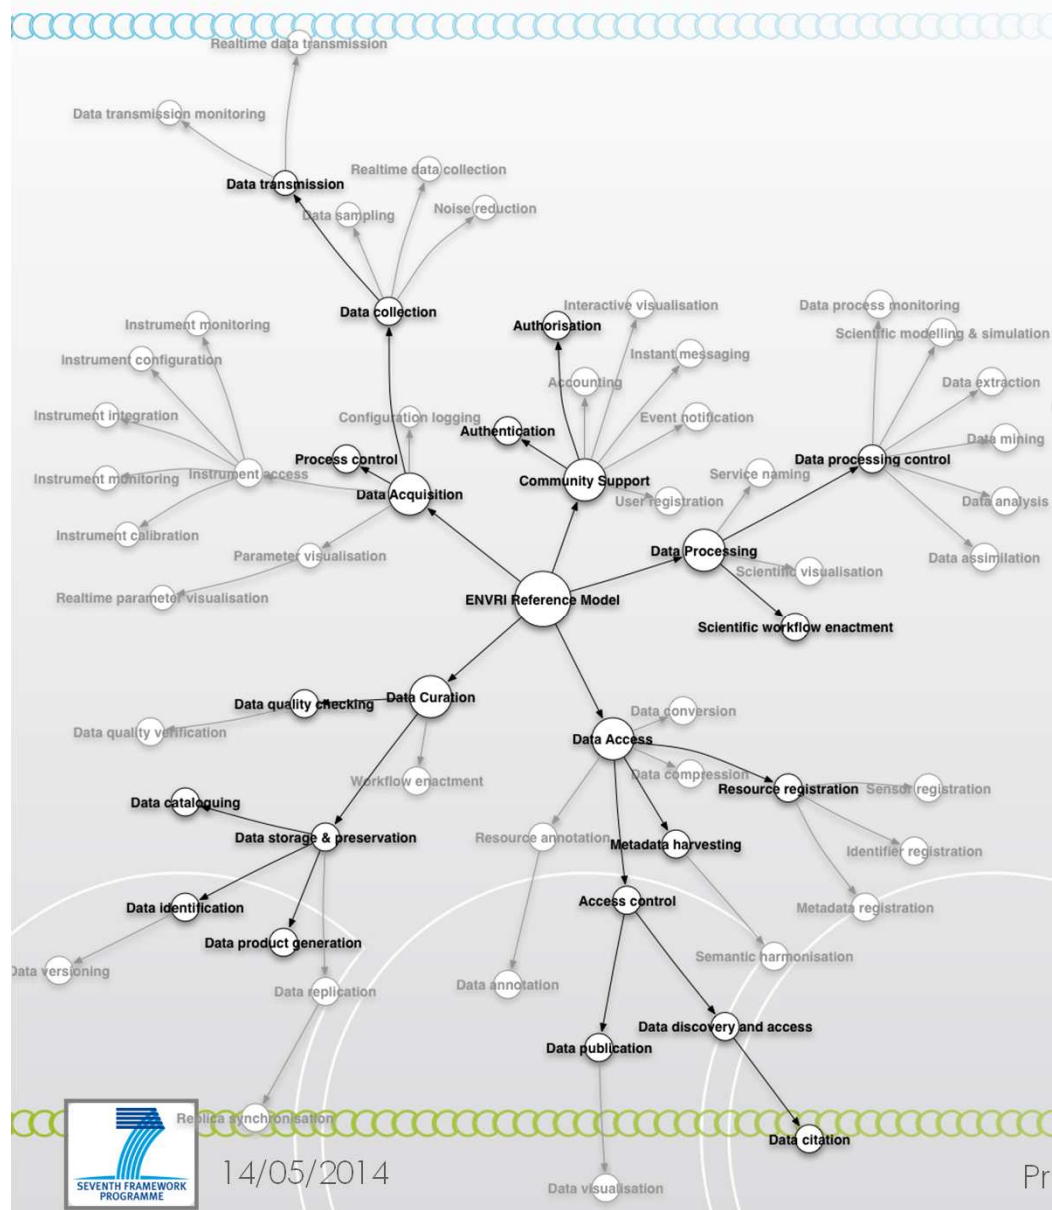 Realtime data transmission
Data transmission monitoring
Realtime data collection
Data transmission
Noise reduction
Data sampling
Interactive visualisation
Data process monitoring
Data collection
Instrument monitoring
Authorisation
Scientific modelling & simulation
Instant messaging
Instrument configuration
Accounting
Data extraction
Instrument integration
Configuration logging
Event notification
Authentication
Data mining
Process control
Data processing control
Instrument monitoring
Instrument access
Service naming
Community Support
Data Acquisition
User registration
Data analysis
Instrument calibration
Data Processing
Parameter visualisation
Data assimilation
Scientific visualisation
Realtime parameter visualisation
ENVRI Reference Model
Scientific workflow enactment
Data Curation
Data quality checking
Data conversion
Data quality verification
Data Access
Data compression
Workflow enactment
Resource registration
Sensor registration
Data cataloguing
Data storage & preservation
Resource annotation
Metadata harvesting
Identifier registration
Access control
Data identification
Metadata registration
Data product generation
Semantic harmonisation
Data versioning
Data annotation
Data replication
Data discovery and access
Data publication
Replica synchronisation
Data citation
14/05/2014
Pr
SEVENTH FRAMEWORK
PROGRAMME
Data visualisation